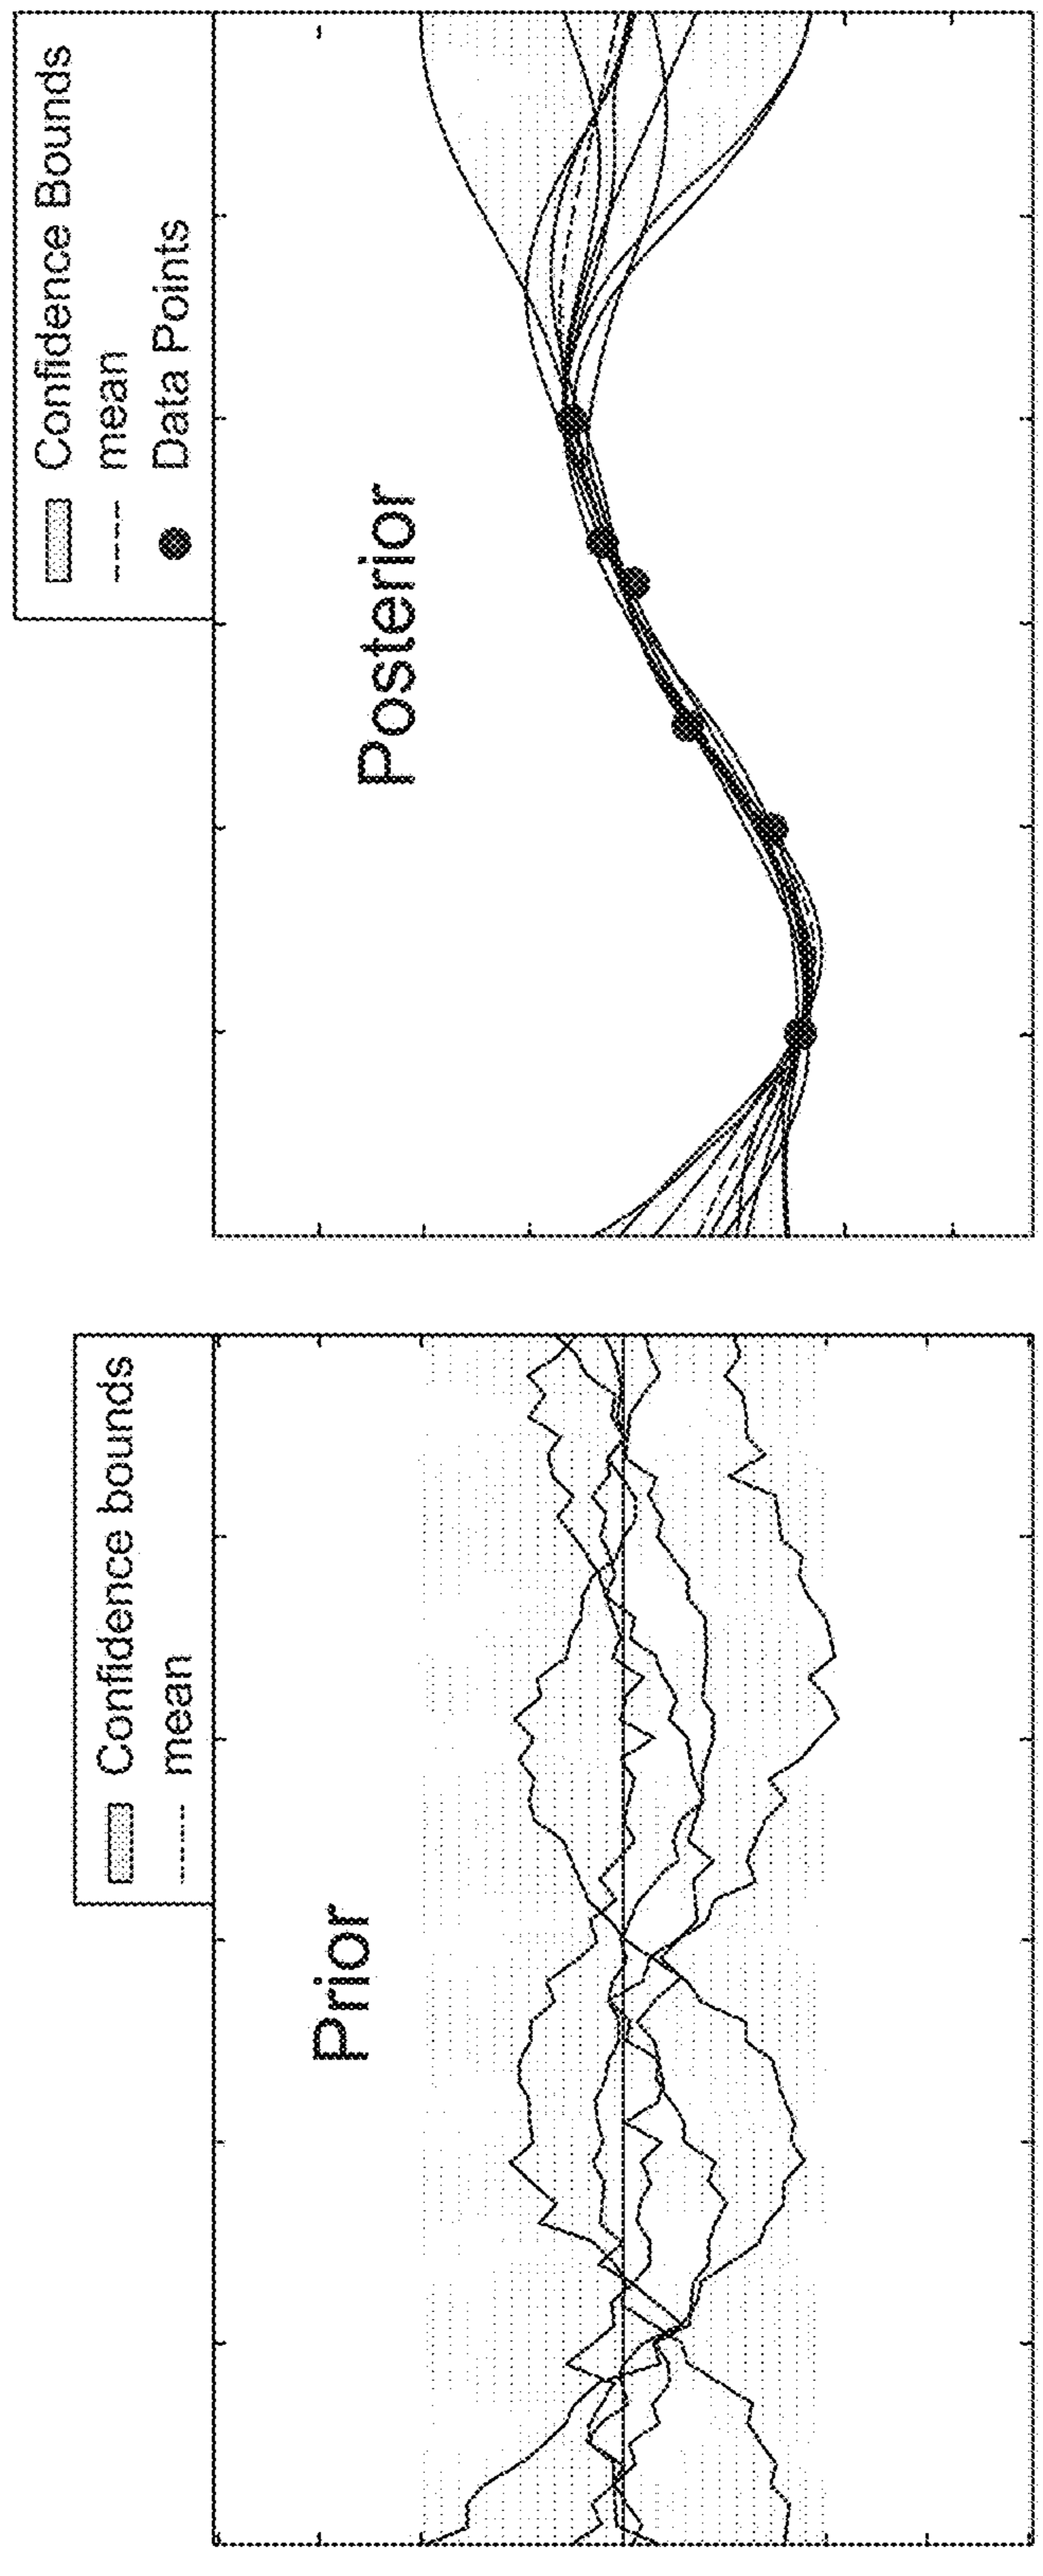 Confidence bounds
mean
Prior
Confidence Bounds
mean
Data Points
Posterior